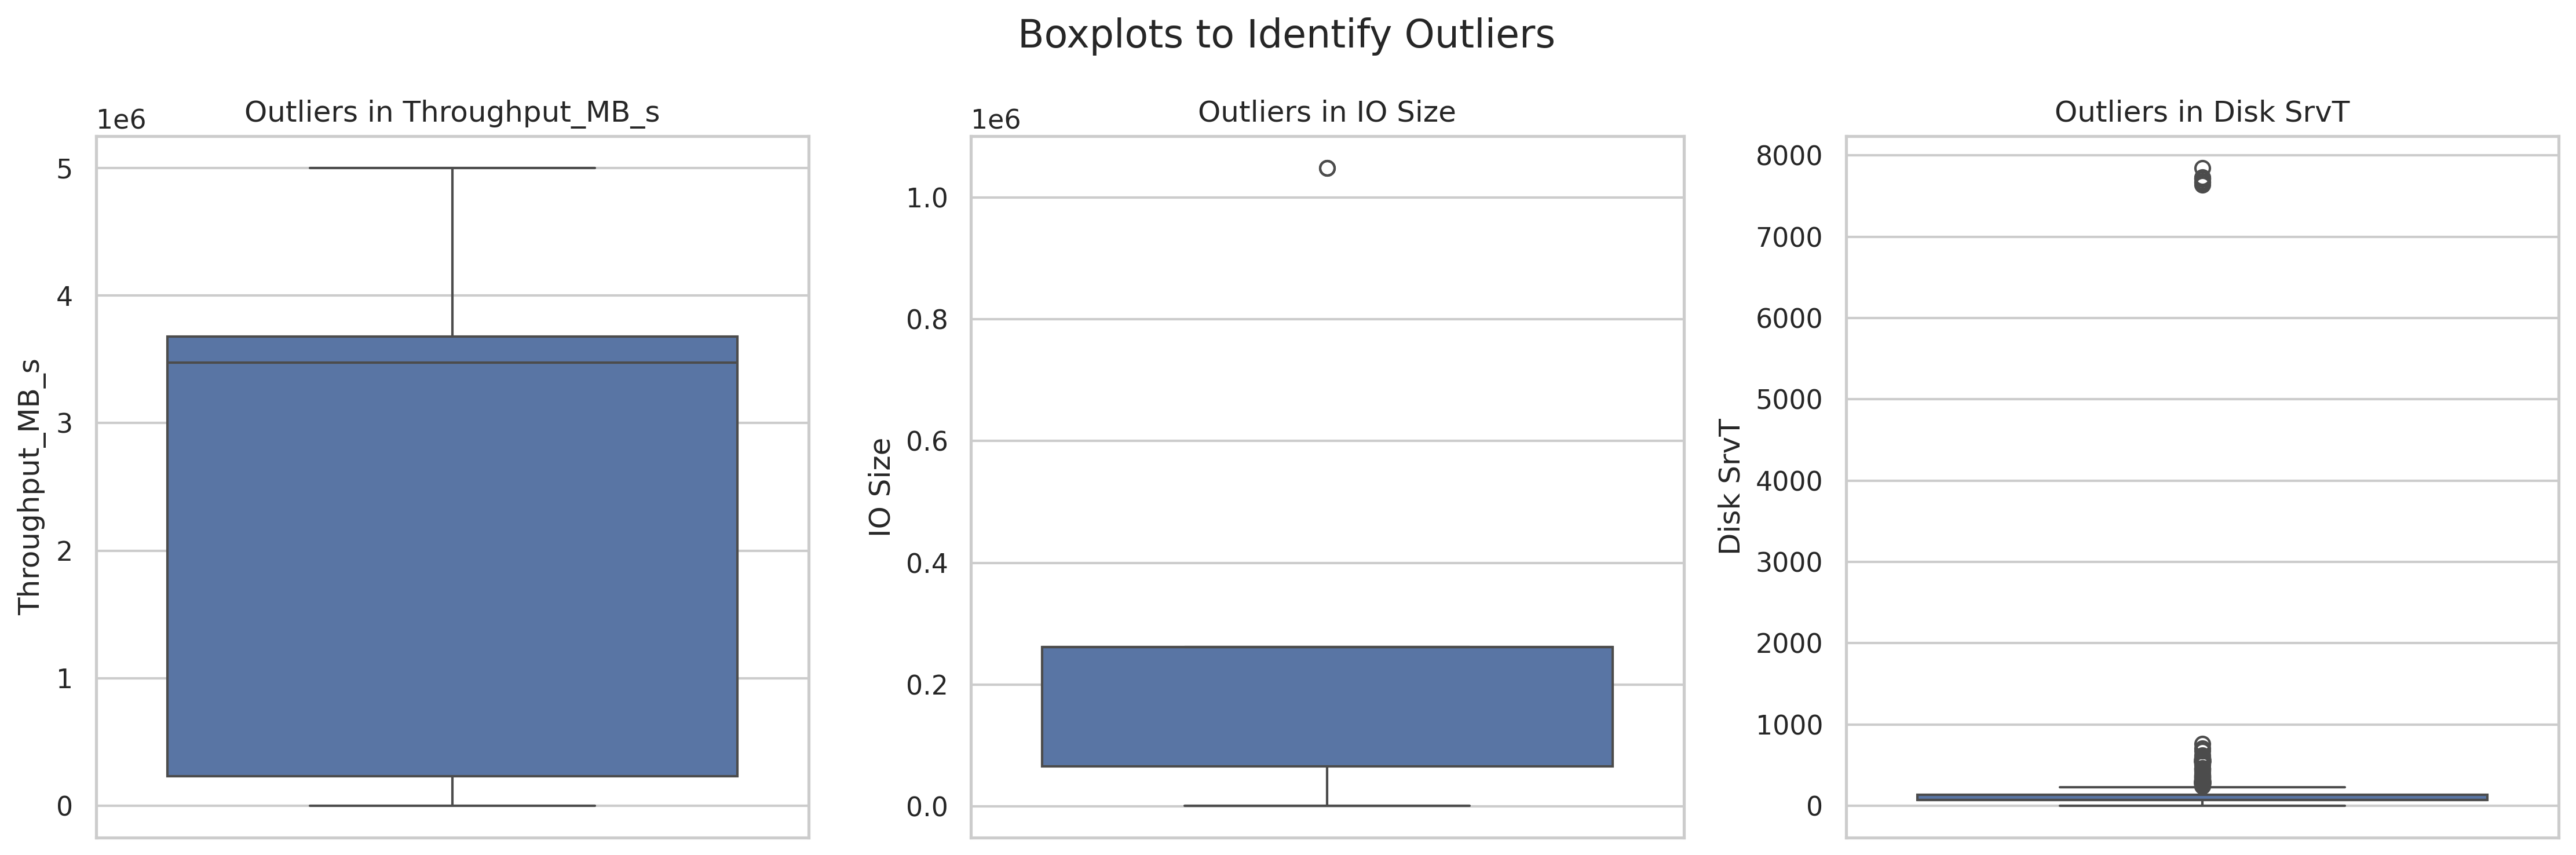 Boxplots to Identify Outliers
Outliers in Throughput_MB_s
1e6
5
4
3
2
1
0
Throughput_MB_s
Outliers in IO Size
1e6
1.0
0.8
0.6
0.4
0.2
0.0
IO Size
Outliers in Disk SrvT
8000
7000
6000
5000
4000
3000
2000
1000
0
Disk SrvT